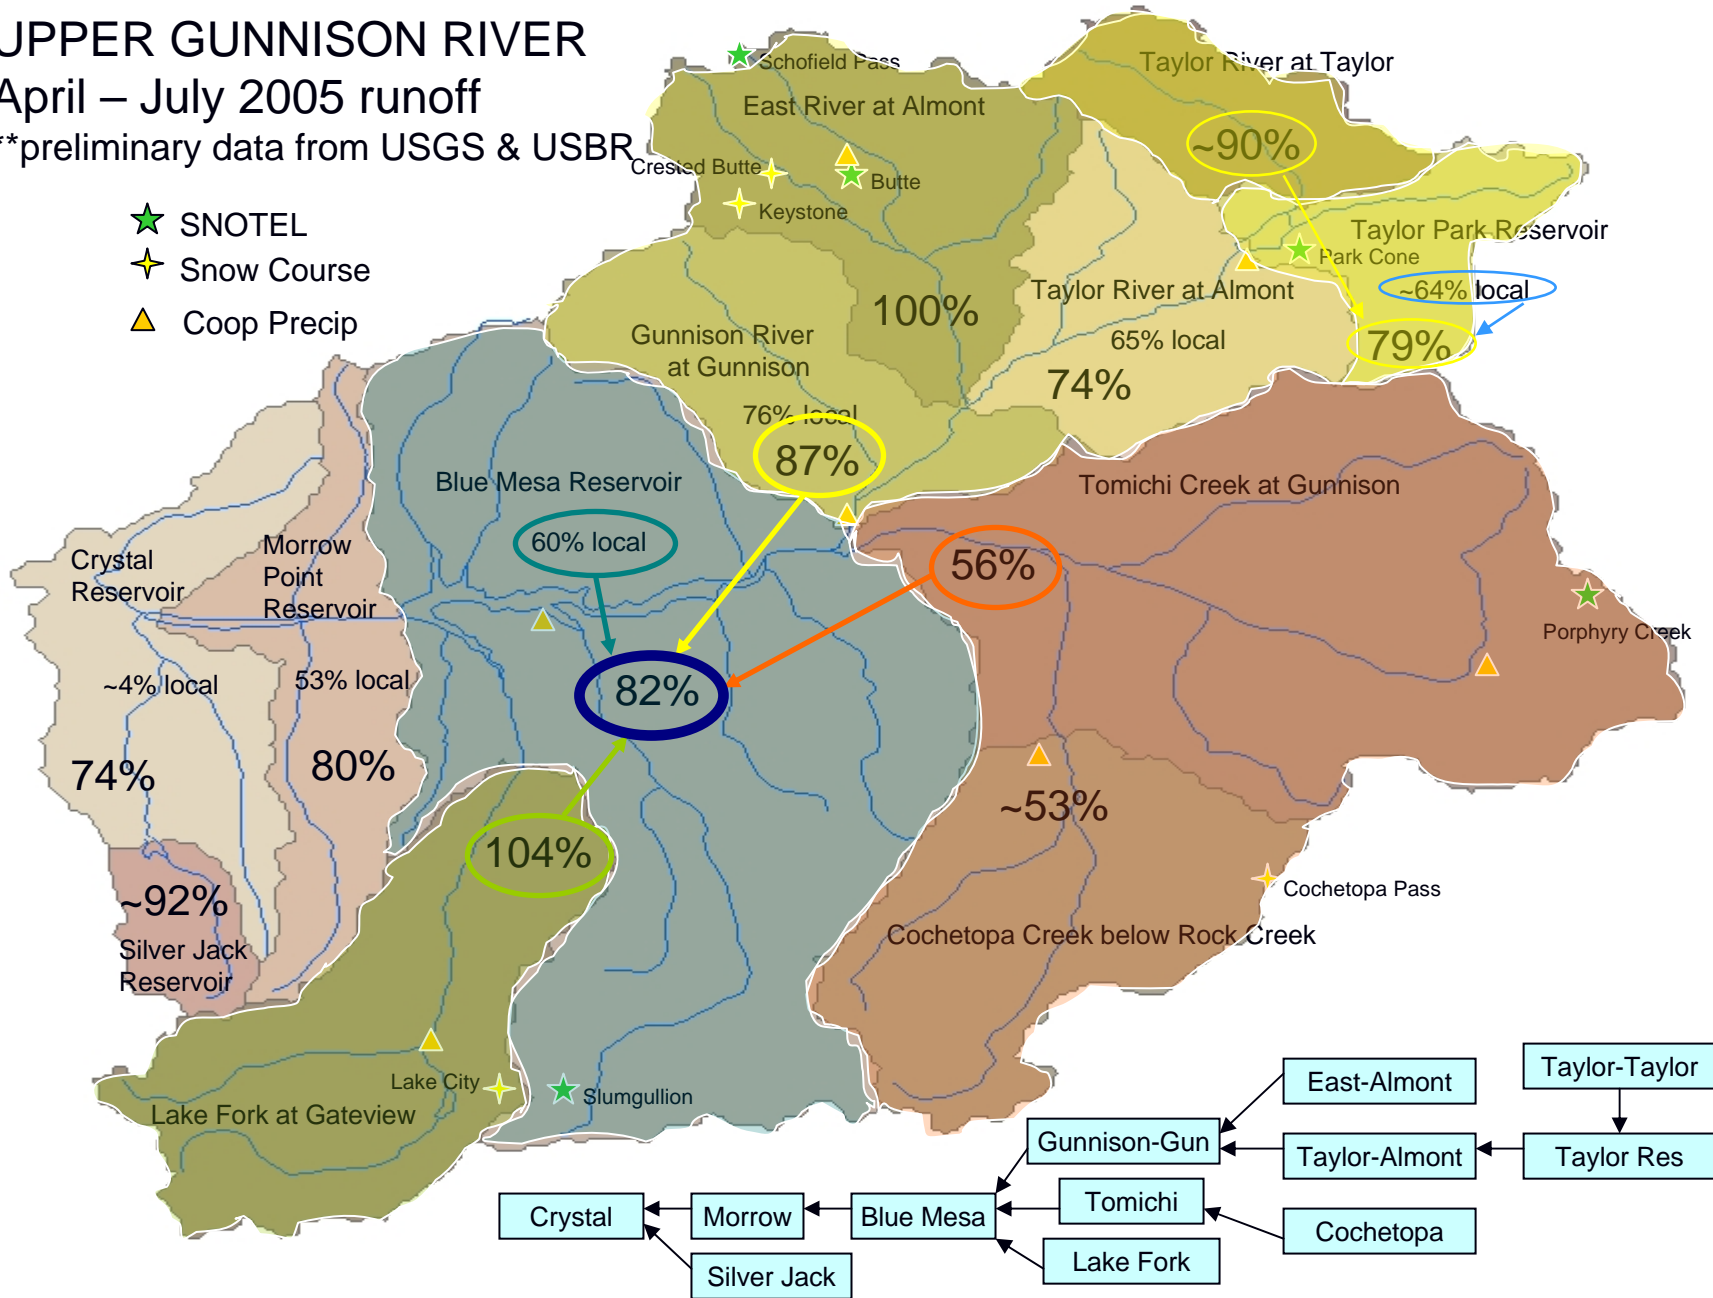 UPPER GUNNISON RIVER
April – July 2005 runoff
**preliminary data from USGS & USBR
SNOTEL
Snow Course
Coop Precip
Schofield Pass
East River at Almont
Crested Butte
Butte
Keystone
100%
Taylor River at Taylor
~90%
Taylor Park Reservoir
Park Cone
~64% local
79%
Taylor River at Almont
65% local
74%
Gunnison River
at Gunnison
76% local
87%
Blue Mesa Reservoir
60% local
82%
Tomichi Creek at Gunnison
56%
Porphyry Creek
Crystal
Reservoir
~4% local
74%
Morrow
Point
Reservoir
53% local
80%
~92%
Silver Jack
Reservoir
104%
Lake City
Slumgullion
Lake Fork at Gateview
~53%
Cochetopa Pass
Cochetopa Creek below Rock Creek
East-Almont
Taylor-Taylor
Gunnison-Gun
Taylor-Almont
Taylor Res
Crystal
Morrow
Blue Mesa
Tomichi
Cochetopa
Silver Jack
Lake Fork